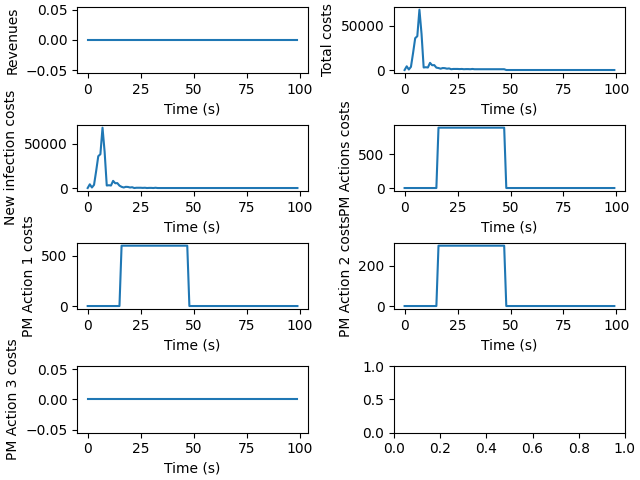 Revenues
0.05
0.00
−0.05
0 25 50 75 100
Time (s)
Total costs
50000
0
0 25 50 75 100
Time (s)
New infection costs
50000
0
0 25 50 75 100
Time (s)
PM Actions costs
500
0
0 25 50 75 100
Time (s)
PM Action 1 costs
500
0
0 25 50 75 100
Time (s)
PM Action 2 costs
200
0
0 25 50 75 100
Time (s)
PM Action 3 costs
0.05
0.00
−0.05
0 25 50 75 100
Time (s)
1.0
0.5
0.0
0.0 0.2 0.4 0.6 0.8 1.0